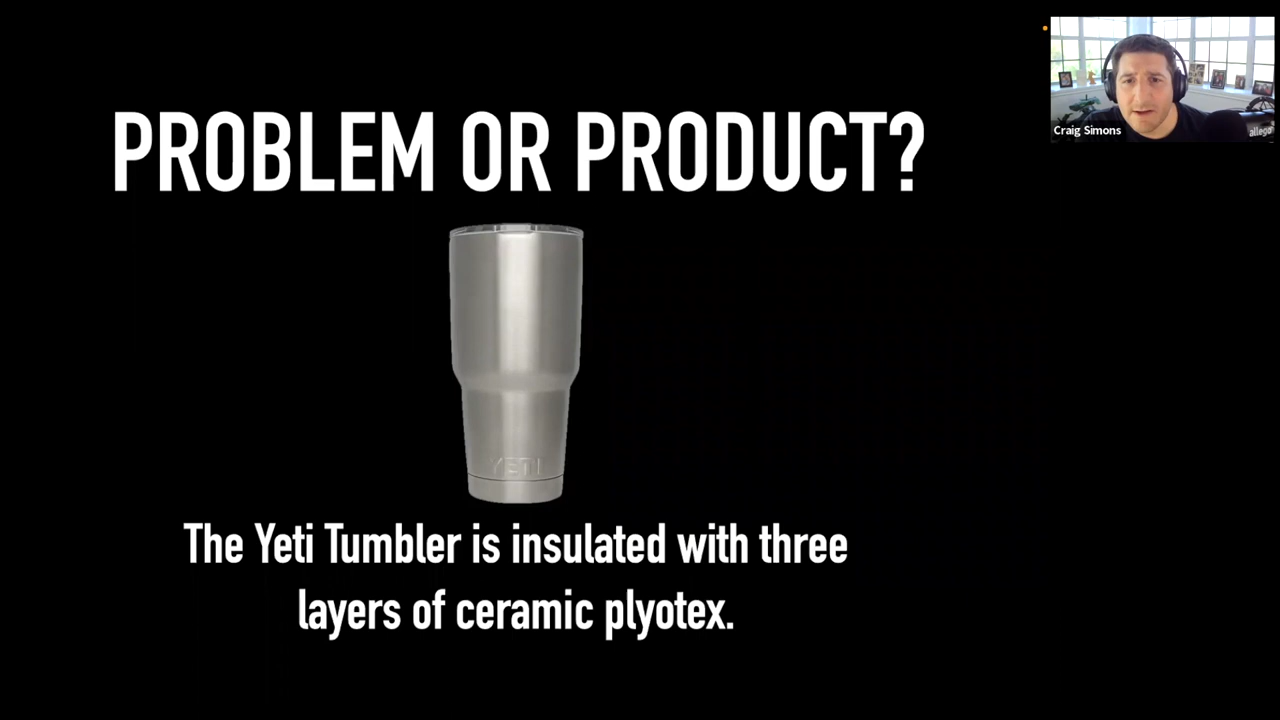 PROBLEM OR PRODUCT?
Craig Simons
allego
YETI
The Yeti Tumbler is insulated with three
layers of ceramic plyotex.